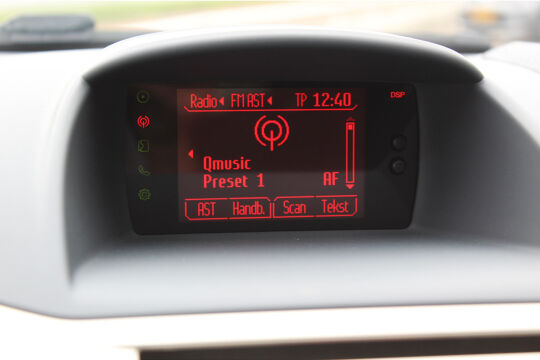 Radio FM AST TP 12:40 DSP
Qmusic
Preset 1 AF
AST Handb. Scan Tekst